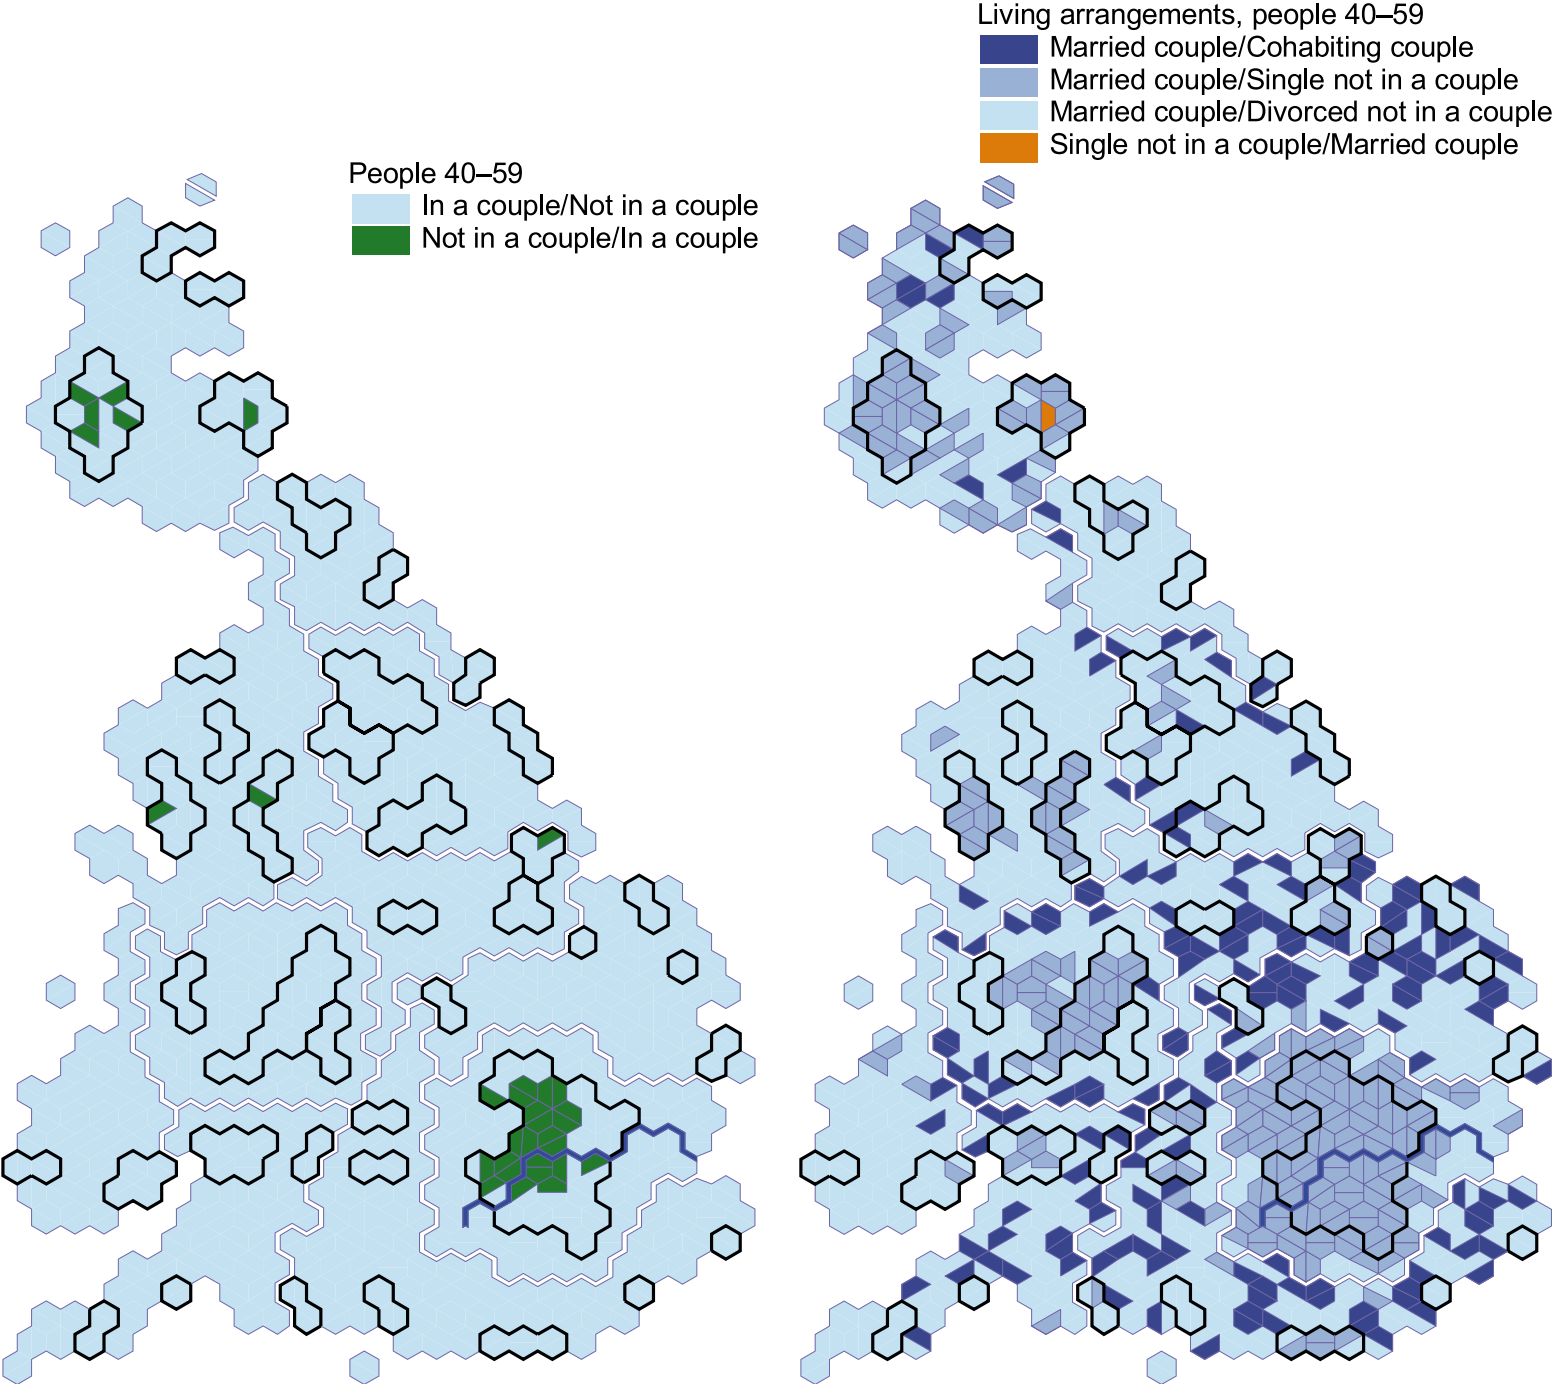 Living arrangements, people 40–59
Married couple/Cohabiting couple
Married couple/Single not in a couple
Married couple/Divorced not in a couple
Single not in a couple/Married couple
People 40–59
In a couple/Not in a couple
Not in a couple/In a couple